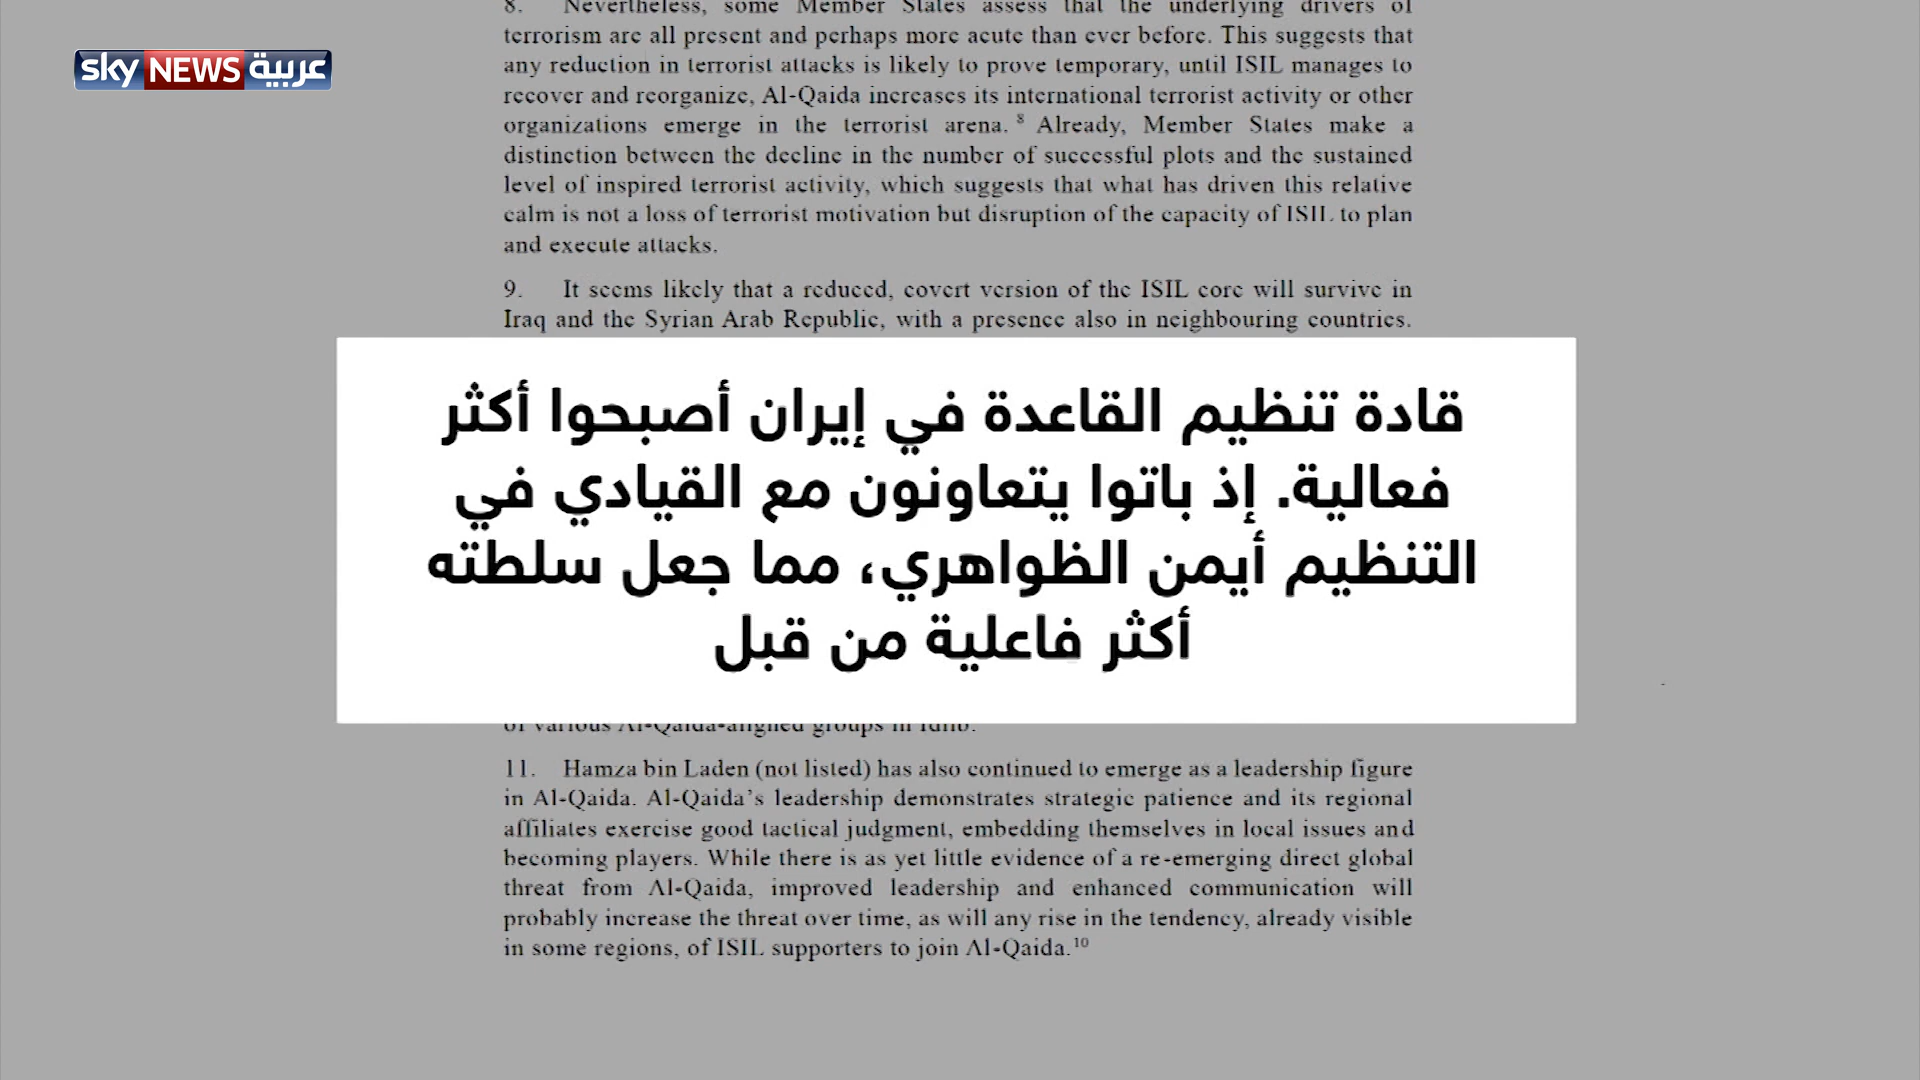 8. Nevertheless, some Member States assess that the underlying drivers of
terrorism are all present and perhaps more acute than ever before. This suggests that
any reduction in terrorist attacks is likely to prove temporary, until ISIL manages to
recover and reorganize, Al-Qaida increases its international terrorist activity or other
organizations emerge in the terrorist arena. 8 Already, Member States make a
distinction between the decline in the number of successful plots and the sustained
level of inspired terrorist activity, which suggests that what has driven this relative
calm is not a loss of terrorist motivation but disruption of the capacity of ISIL to plan
and execute attacks.
sky NEWS عربية
9. It seems likely that a reduced, covert version of the ISIL core will survive in
Iraq and the Syrian Arab Republic, with a presence also in neighbouring countries.
قادة تنظيم القاعدة في إيران أصبحوا أكثر
فعالية. إذ باتوا يتعاونون مع القيادي في
التنظيم أيمن الظواهري، مما جعل سلطته
أكثر فاعلية من قبل
of various Al-Qaida-aligned groups in Idlib.
11. Hamza bin Laden (not listed) has also continued to emerge as a leadership figure
in Al-Qaida. Al-Qaida’s leadership demonstrates strategic patience and its regional
affiliates exercise good tactical judgment, embedding themselves in local issues and
becoming players. While there is as yet little evidence of a re-emerging direct global
threat from Al-Qaida, improved leadership and enhanced communication will
probably increase the threat over time, as will any rise in the tendency, already visible
in some regions, of ISIL supporters to join Al-Qaida.10